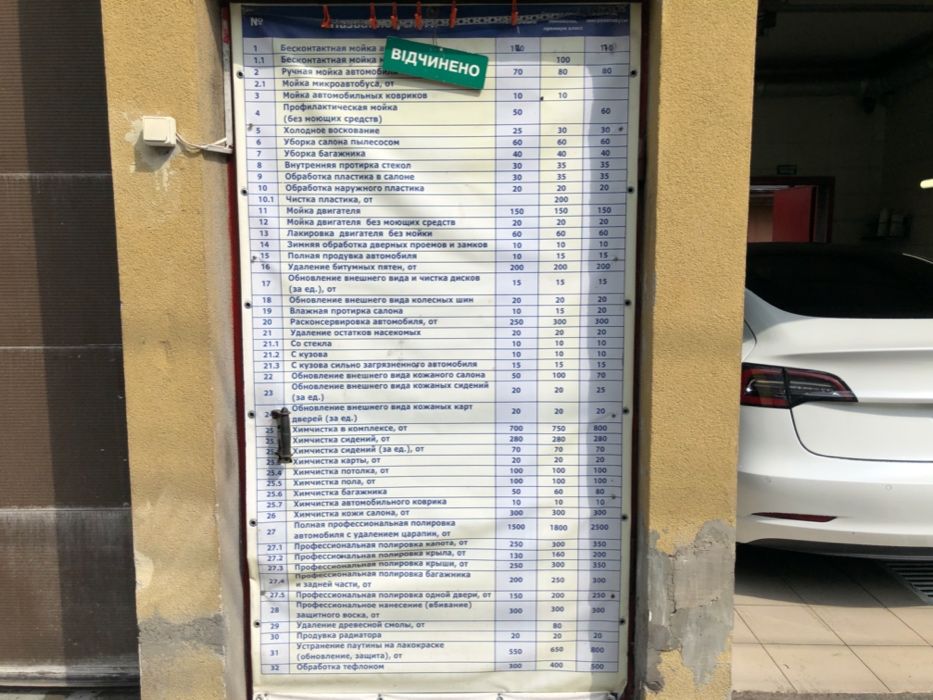 №
премиум класс
1 Бесконтактная мойка
ВІДЧИНЕНО
1.1 Бесконтактная мойка 100
2 Ручная мойка автомобиля 70 80 80
2.1 Мойка микроавтобуса, от
3 Мойка автомобильных ковриков 10 10
4 Профилактическая мойка 50 60
(без моющих средств)
5 Холодное воскование 25 30 30
6 Уборка салона пылесосом 60 60 60
7 Уборка багажника 40 40 40
8 Внутренняя протирка стекол 30 35 35
9 Обработка пластика в салоне 30 35 35
10 Обработка наружного пластика 20 20 20
10.1 Чистка пластика, от 200
11 Мойка двигателя 150 150 150
12 Мойка двигателя без моющих средств 20 20 20
13 Лакировка двигателя без мойки 60 60 60
14 Зимняя обработка дверных проемов и замков 10 10 10
15 Полная продувка автомобиля 10 15 15
16 Удаление битумных пятен, от 200 200 200
17 Обновление внешнего вида и чистка дисков 15 15 15
(за ед.), от
18 Обновление внешнего вида колесных шин 20 20 20
19 Влажная протирка салона 10 15 20
20 Расконсервировка автомобиля, от 250 300 300
21 Удаление остатков насекомых 20 20 20
21.1 Со стекла 10 10 10
21.2 С кузова 10 10 10
21.3 С кузова сильно загрязненного автомобиля 15 15 15
22 Обновление внешнего вида кожаного салона 50 100 70
23 Обновление внешнего вида кожаных сидений 20 20 25
(за ед.)
24 Обновление внешнего вида кожаных карт 20 20 20
дверей (за ед.)
25 Химчистка в комплексе, от 700 750 800
Химчистка сидений, от 280 280 280
Химчистка сидений (за ед.), от 70 70 70
Химчистка карты, от 20 20 20
25.4 Химчистка потолка, от 100 100 100
25.5 Химчистка пола, от 100 100 100
25.6 Химчистка багажника 50 60 80
25.7 Химчистка автомобильного коврика 10 10 10
26 Химчистка кожи салона, от 300 300 300
27 Полная профессиональная полировка 1500 1800 2500
автомобиля с удалением царапин, от
27.1 Профессиональная полировка капота, от 250 300 350
27.2 Профессиональная полировка крыла, от 130 160 200
27.3 Профессиональная полировка крыши, от 250 300 350
27.4 Профессиональная полировка багажника 200 250 300
и задней части, от
27.5 Профессиональная полировка одной двери, от 150 200 250
28 Профессиональное нанесение (вбивание) 300 300 300
защитного воска, от
29 Удаление древесной смолы, от 80
30 Продувка радиатора 20 20 20
31 Устранение паутины на лакокраске 550 650 800
(обновление, защита), от
32 Обработка тефлоном 300 400 500